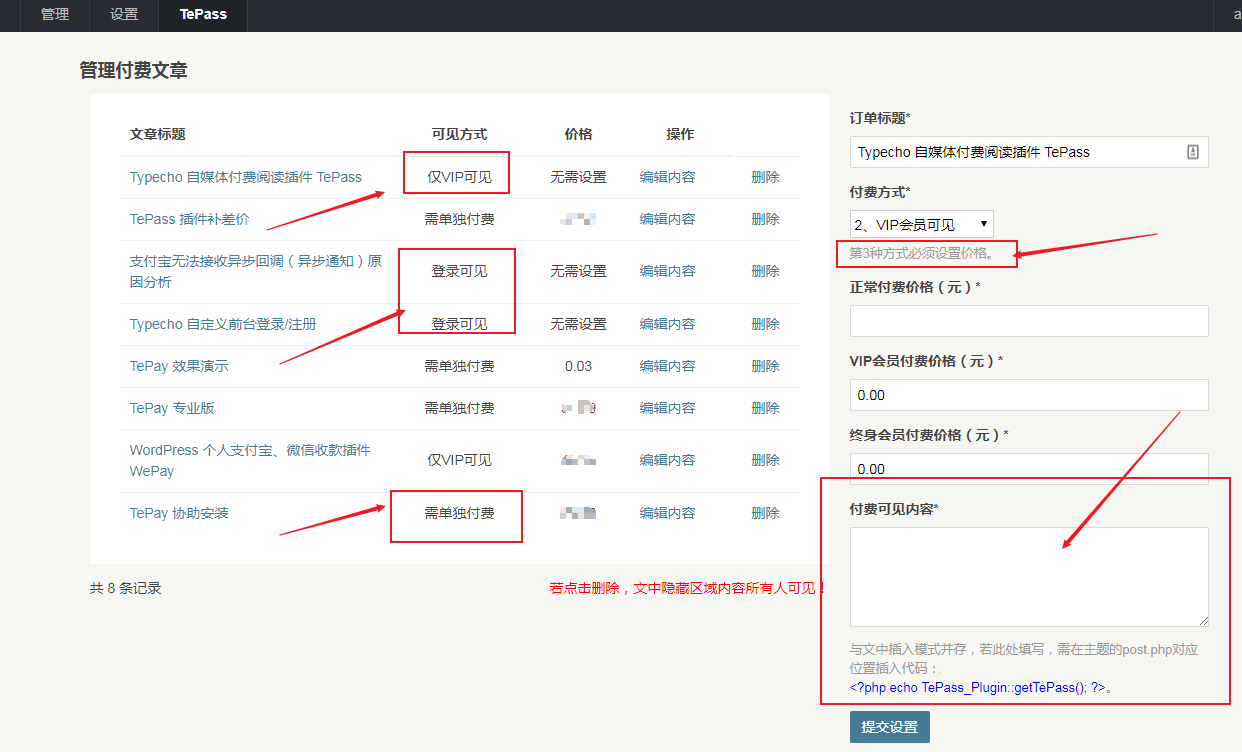 管理 设置 TePass
管理付费文章
文章标题 可见方式 价格 操作
Typecho 自媒体付费阅读插件 TePass 仅VIP可见 无需设置 编辑内容 删除
TePass 插件补差价 需单独付费 编辑内容 删除
支付宝无法接收异步回调（异步通知）原
因分析 登录可见 无需设置 编辑内容 删除
Typecho 自定义前台登录/注册 登录可见 无需设置 编辑内容 删除
TePay 效果演示 需单独付费 0.03 编辑内容 删除
TePay 专业版 需单独付费 编辑内容 删除
WordPress 个人支付宝、微信收款插件
WePay 仅VIP可见 编辑内容 删除
TePay 协助安装 需单独付费 编辑内容 删除
共 8 条记录 若点击删除，文中隐藏区域内容所有人可见！
订单标题*
Typecho 自媒体付费阅读插件 TePass
付费方式*
2、VIP会员可见
第3种方式必须设置价格。
正常付费价格（元）*
VIP会员付费价格（元）*
0.00
终身会员付费价格（元）*
0.00
付费可见内容*
与文中插入模式并存，若此处填写，需在主题的post.php对应
位置插入代码：
<?php echo TePass_Plugin::getTePass(); ?>。
提交设置